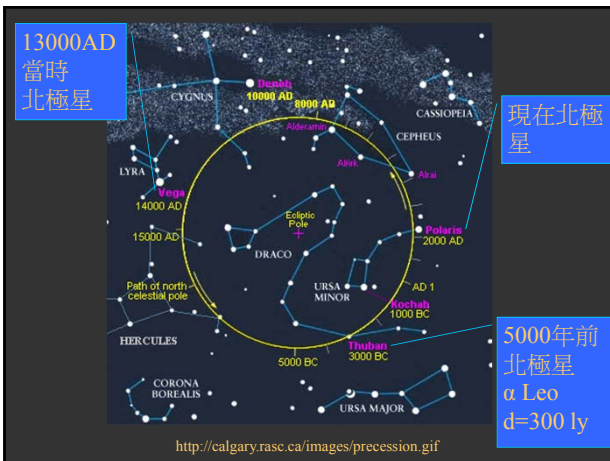 13000AD
當時
北極星
CYGNUS
Deneb
10000 AD
8000 AD
CASSIOPEIA
Alderamin
CEPHEUS
現在北極
星
LYRA
Alfirk
Alrai
Vega
14000 AD
15000 AD
Ecliptic
Pole
Polaris
2000 AD
DRACO
URSA
MINOR
AD 1
Path of north
celestial pole
Kochab
1000 BC
HERCULES
Thuban
3000 BC
5000 BC
5000年前
北極星
α Leo
d=300 ly
CORONA
BOREALIS
URSA MAJOR
http://calgary.rasc.ca/images/precession.gif